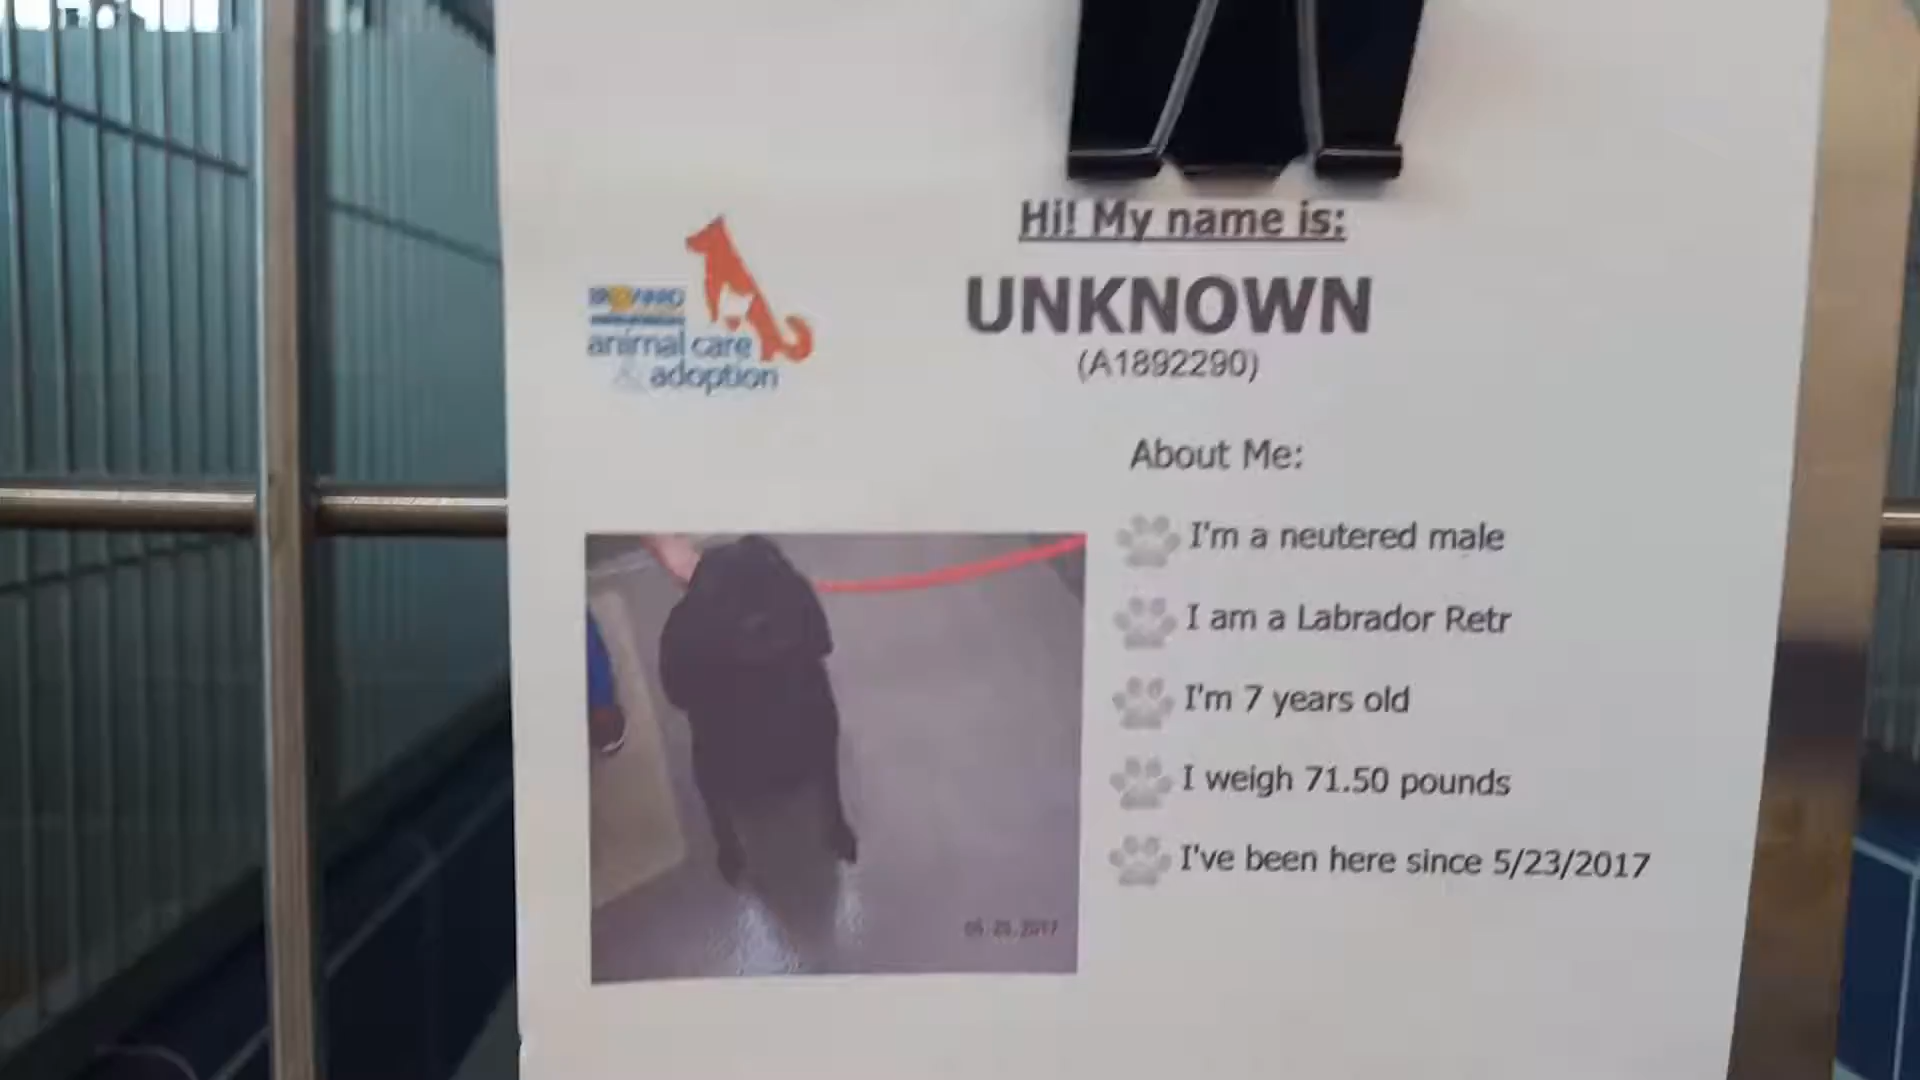 Hi! My name is:
BROWARD
animal care
& adoption
UNKNOWN
(A1892290)
About Me:
I'm a neutered male
I am a Labrador Retr
I'm 7 years old
I weigh 71.50 pounds
I've been here since 5/23/2017